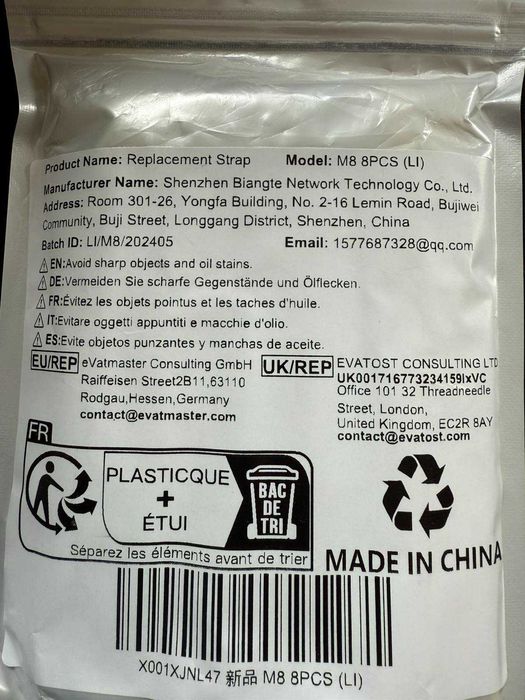 Product Name: Replacement Strap Model: M8 8PCS (LI)
Manufacturer Name: Shenzhen Biangte Network Technology Co., Ltd.
Address: Room 301-26, Yongfa Building, No. 2-16 Lemin Road, Bujiwei
Community, Buji Street, Longgang District, Shenzhen, China
Batch ID: LI/M8/202405 Email: 1577687328@qq.com
EN:Avoid sharp objects and oil stains.
DE:Vermeiden Sie scharfe Gegenstände und Ölflecken.
FR:Évitez les objets pointus et les taches d'huile.
IT:Evitare oggetti appuntiti e macchie d'olio.
ES:Evite objetos punzantes y manchas de aceite.
EU/REP eVatmaster Consulting GmbH
Raiffeisen Street2B11,63110
Rodgau,Hessen,Germany
contact@evatmaster.com
UK/REP EVATOST CONSULTING LTD
UK001716773234159IxVC
Office 101 32 Threadneedle
Street, London,
United Kingdom, EC2R 8AY
contact@evatost.com
FR
PLASTICQUE
+
ÉTUI
BAC
DE
TRI
Séparez les éléments avant de trier
MADE IN CHINA
X001XJNL47 新品 M8 8PCS (LI)